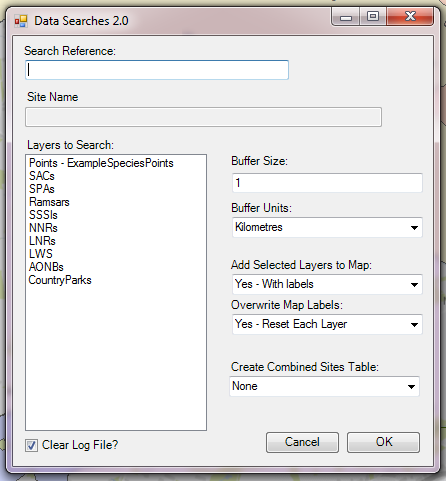 Data Searches 2.0
Search Reference:
Site Name
Layers to Search:
Points - ExampleSpeciesPoints
SACs
SPAs
Ramsars
SSSIs
NNRs
LNRs
LWS
AONBs
CountryParks
Buffer Size:
1
Buffer Units:
Kilometres
Add Selected Layers to Map:
Yes - With labels
Overwrite Map Labels:
Yes - Reset Each Layer
Create Combined Sites Table:
None
Clear Log File?
Cancel
OK